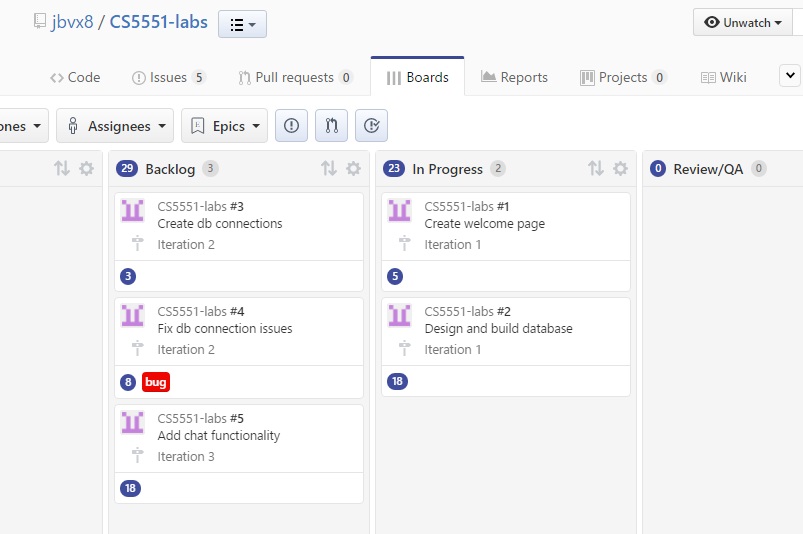 jbvx8 / CS5551-labs
Unwatch
Code
Issues 5
Pull requests 0
Boards
Reports
Projects 0
Wiki
ones
Assignees
Epics
29 Backlog 3
CS5551-labs #3
Create db connections
Iteration 2
3
CS5551-labs #4
Fix db connection issues
Iteration 2
8 bug
CS5551-labs #5
Add chat functionality
Iteration 3
18
23 In Progress 2
CS5551-labs #1
Create welcome page
Iteration 1
5
CS5551-labs #2
Design and build database
Iteration 1
18
0 Review/QA 0